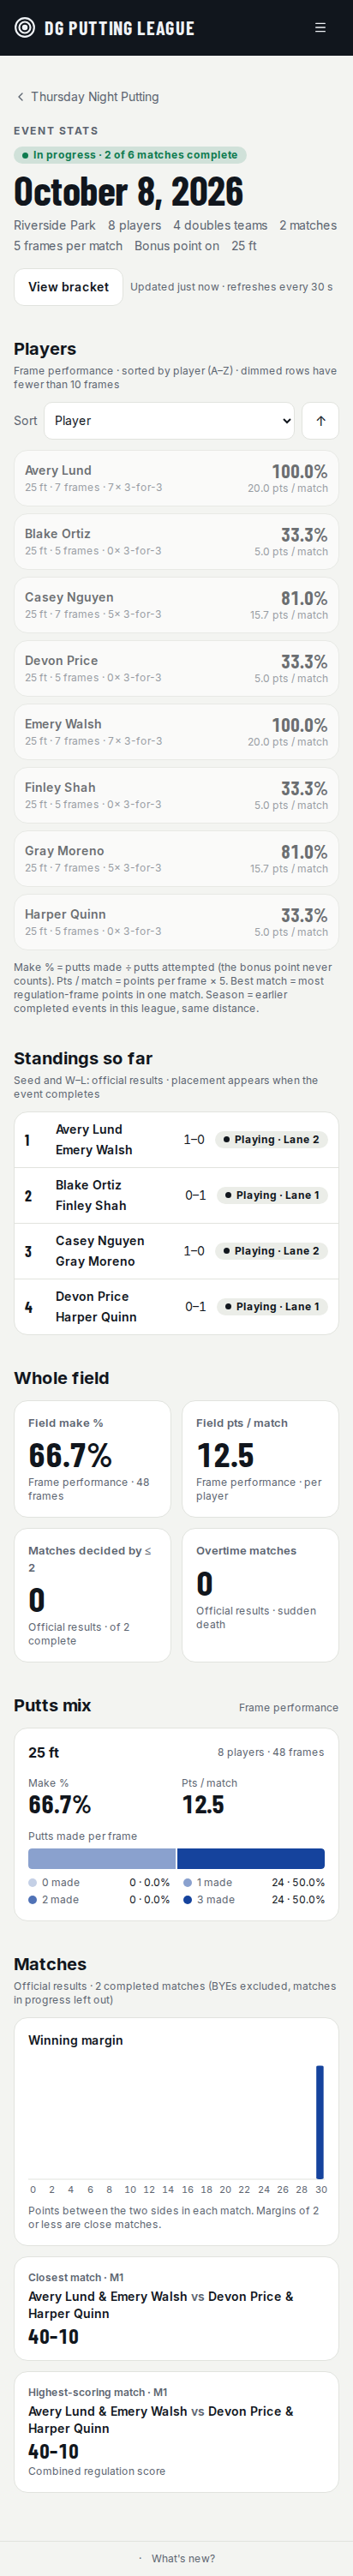 DG PUTTING LEAGUE
Thursday Night Putting
EVENT STATS
In progress · 2 of 6 matches complete
October 8, 2026
Riverside Park 8 players 4 doubles teams 2 matches
5 frames per match Bonus point on 25 ft
View bracket Updated just now · refreshes every 30 s
Players
Frame performance · sorted by player (A–Z) · dimmed rows have
fewer than 10 frames
Sort Player ↑
Avery Lund 100.0%
25 ft · 7 frames · 7× 3-for-3 20.0 pts / match
Blake Ortiz 33.3%
25 ft · 5 frames · 0× 3-for-3 5.0 pts / match
Casey Nguyen 81.0%
25 ft · 7 frames · 5× 3-for-3 15.7 pts / match
Devon Price 33.3%
25 ft · 5 frames · 0× 3-for-3 5.0 pts / match
Emery Walsh 100.0%
25 ft · 7 frames · 7× 3-for-3 20.0 pts / match
Finley Shah 33.3%
25 ft · 5 frames · 0× 3-for-3 5.0 pts / match
Gray Moreno 81.0%
25 ft · 7 frames · 5× 3-for-3 15.7 pts / match
Harper Quinn 33.3%
25 ft · 5 frames · 0× 3-for-3 5.0 pts / match
Make % = putts made ÷ putts attempted (the bonus point never
counts). Pts / match = points per frame × 5. Best match = most
regulation-frame points in one match. Season = earlier
completed events in this league, same distance.
Standings so far
Seed and W–L: official results · placement appears when the
event completes
1 Avery Lund 1–0 Playing · Lane 2
Emery Walsh
2 Blake Ortiz 0–1 Playing · Lane 1
Finley Shah
3 Casey Nguyen 1–0 Playing · Lane 2
Gray Moreno
4 Devon Price 0–1 Playing · Lane 1
Harper Quinn
Whole field
Field make %
66.7%
Frame performance · 48
frames
Field pts / match
12.5
Frame performance · per
player
Matches decided by ≤
2
0
Official results · of 2
complete
Overtime matches
0
Official results · sudden
death
Putts mix Frame performance
25 ft 8 players · 48 frames
Make % Pts / match
66.7% 12.5
Putts made per frame
0 made 0 · 0.0% 1 made 24 · 50.0%
2 made 0 · 0.0% 3 made 24 · 50.0%
Matches
Official results · 2 completed matches (BYEs excluded, matches
in progress left out)
Winning margin
0 2 4 6 8 10 12 14 16 18 20 22 24 26 28 30
Points between the two sides in each match. Margins of 2
or less are close matches.
Closest match · M1
Avery Lund & Emery Walsh vs Devon Price &
Harper Quinn
40–10
Highest-scoring match · M1
Avery Lund & Emery Walsh vs Devon Price &
Harper Quinn
40–10
Combined regulation score
· What's new?